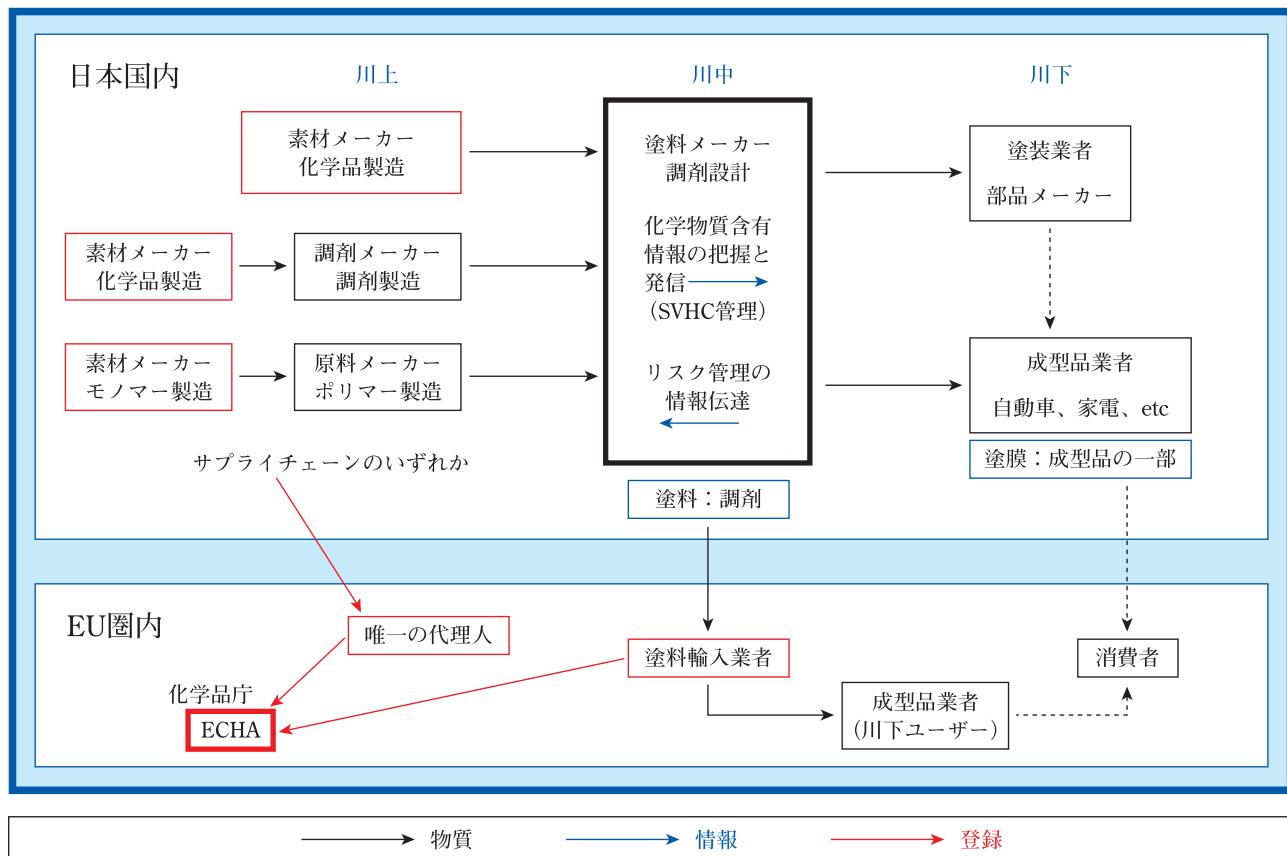 日本国内
川上
川中
川下
素材メーカー
化学品製造
素材メーカー
化学品製造
調剤メーカー
調剤製造
素材メーカー
モノマー製造
原料メーカー
ポリマー製造
サプライチェーンのいずれか
塗料メーカー
調剤設計
化学物質含有
情報の把握と
発信
（SVHC管理）
リスク管理の
情報伝達
塗料：調剤
塗装業者
部品メーカー
成型品業者
自動車、家電、etc
塗膜：成型品の一部
EU圏内
唯一の代理人
化学品庁
ECHA
塗料輸入業者
成型品業者
（川下ユーザー）
消費者
物質
情報
登録